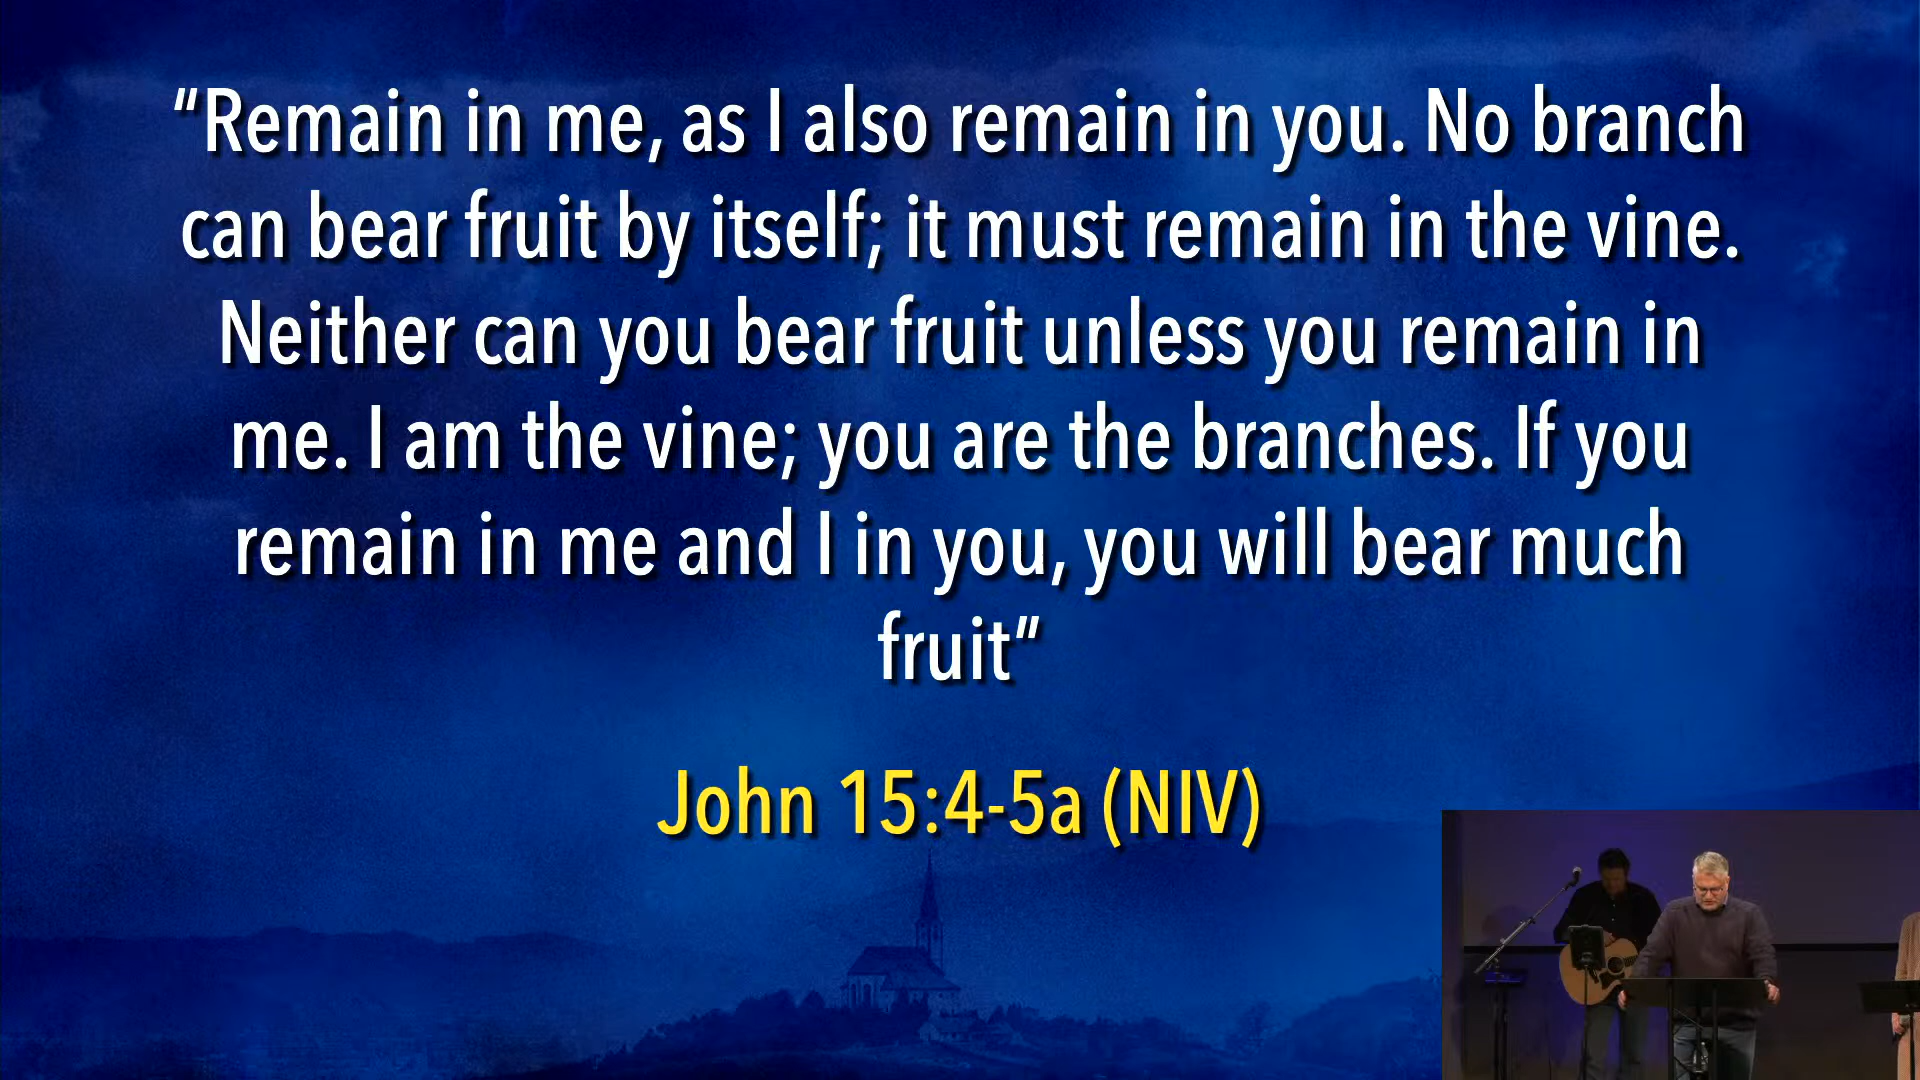 “Remain in me, as I also remain in you. No branch
can bear fruit by itself; it must remain in the vine.
Neither can you bear fruit unless you remain in
me. I am the vine; you are the branches. If you
remain in me and I in you, you will bear much
fruit“
John 15:4-5a (NIV)